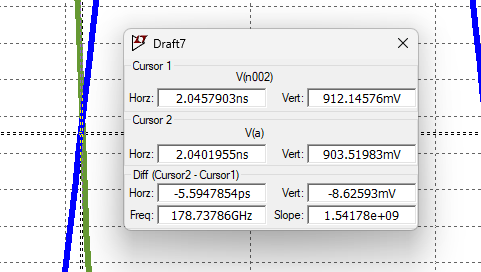 Draft7
Cursor 1
V(n002)
Horz: 2.0457903ns Vert: 912.14576mV
Cursor 2
V(a)
Horz: 2.0401955ns Vert: 903.51983mV
Diff (Cursor2 - Cursor1)
Horz: -5.5947854ps Vert: -8.62593mV
Freq: 178.73786GHz Slope: 1.54178e+09